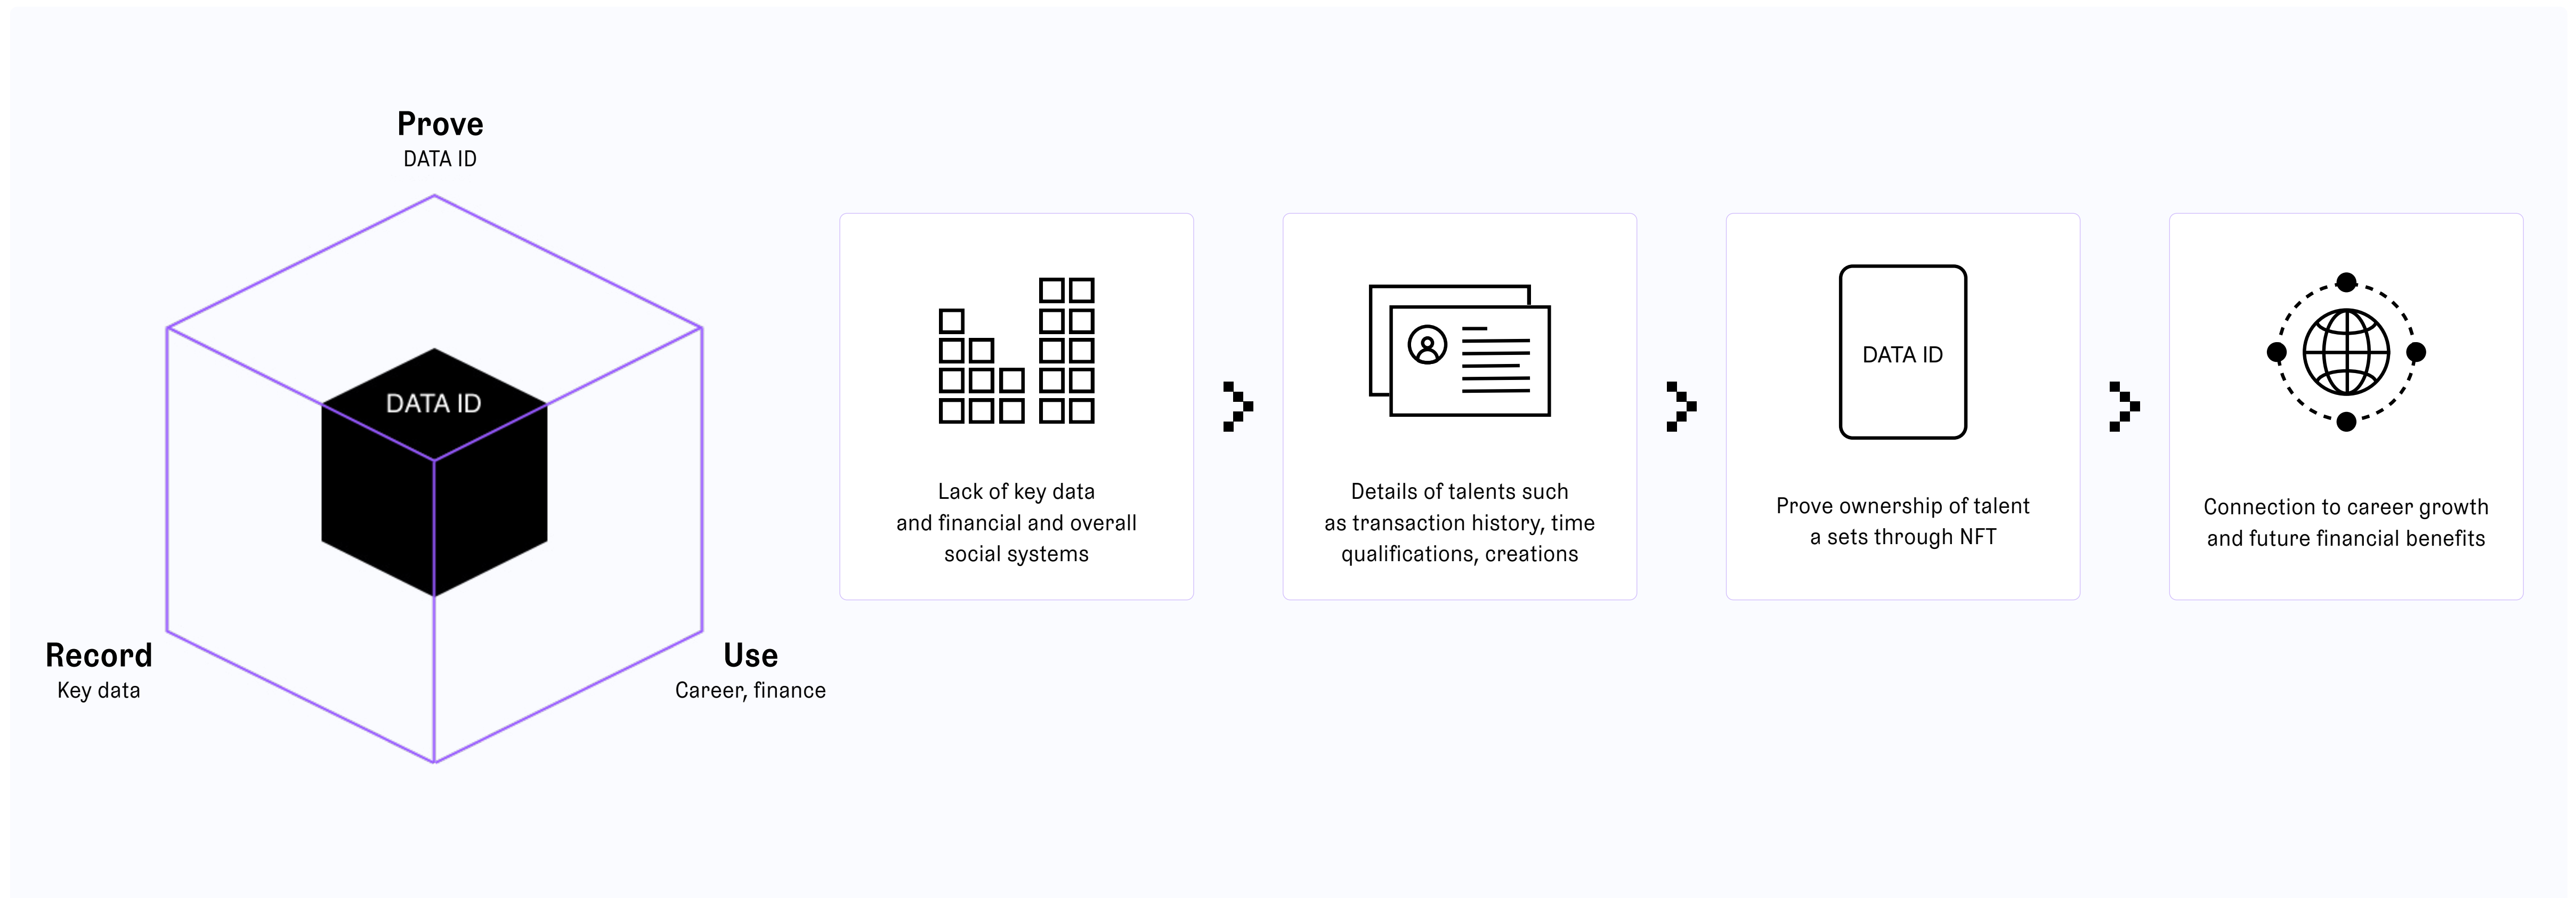 Prove
DATA ID
DATA ID
Record
Key data
Use
Career, finance
Lack of key data
and financial and overall
social systems
Details of talents such
as transaction history, time
qualifications, creations
DATA ID
Prove ownership of talent
a sets through NFT
Connection to career growth
and future financial benefits